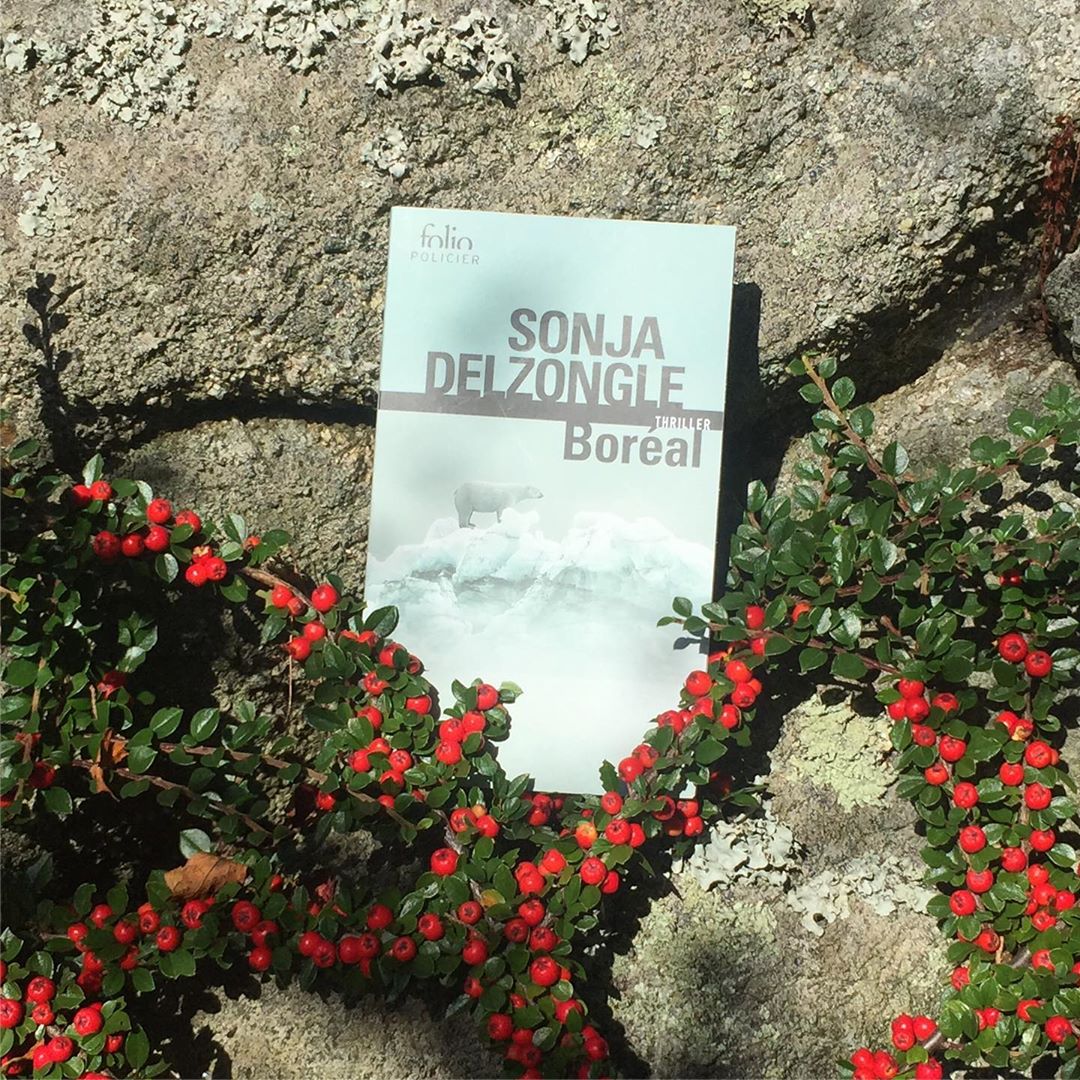 folio
POLICIER
SONJA
DELZONGLE
THRILLER
Boréal